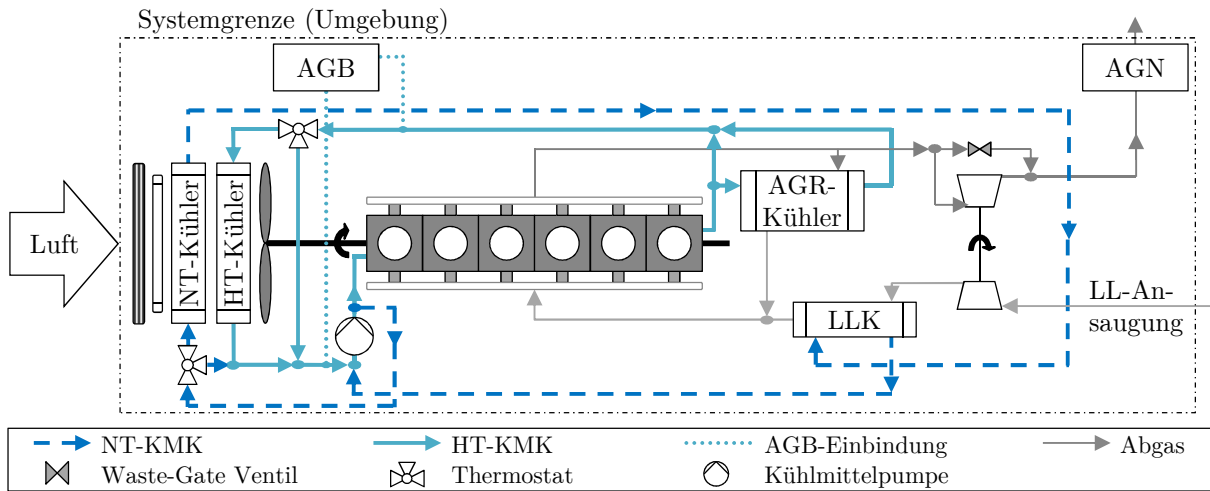 Systemgrenze (Umgebung)
AGB
AGN
Luft
NT-Kühler
HT-Kühler
AGR-
Kühler
LLK
LL-An-
saugung
NT-KMK
HT-KMK
AGB-Einbindung
Abgas
Waste-Gate Ventil
Thermostat
Kühlmittelpumpe